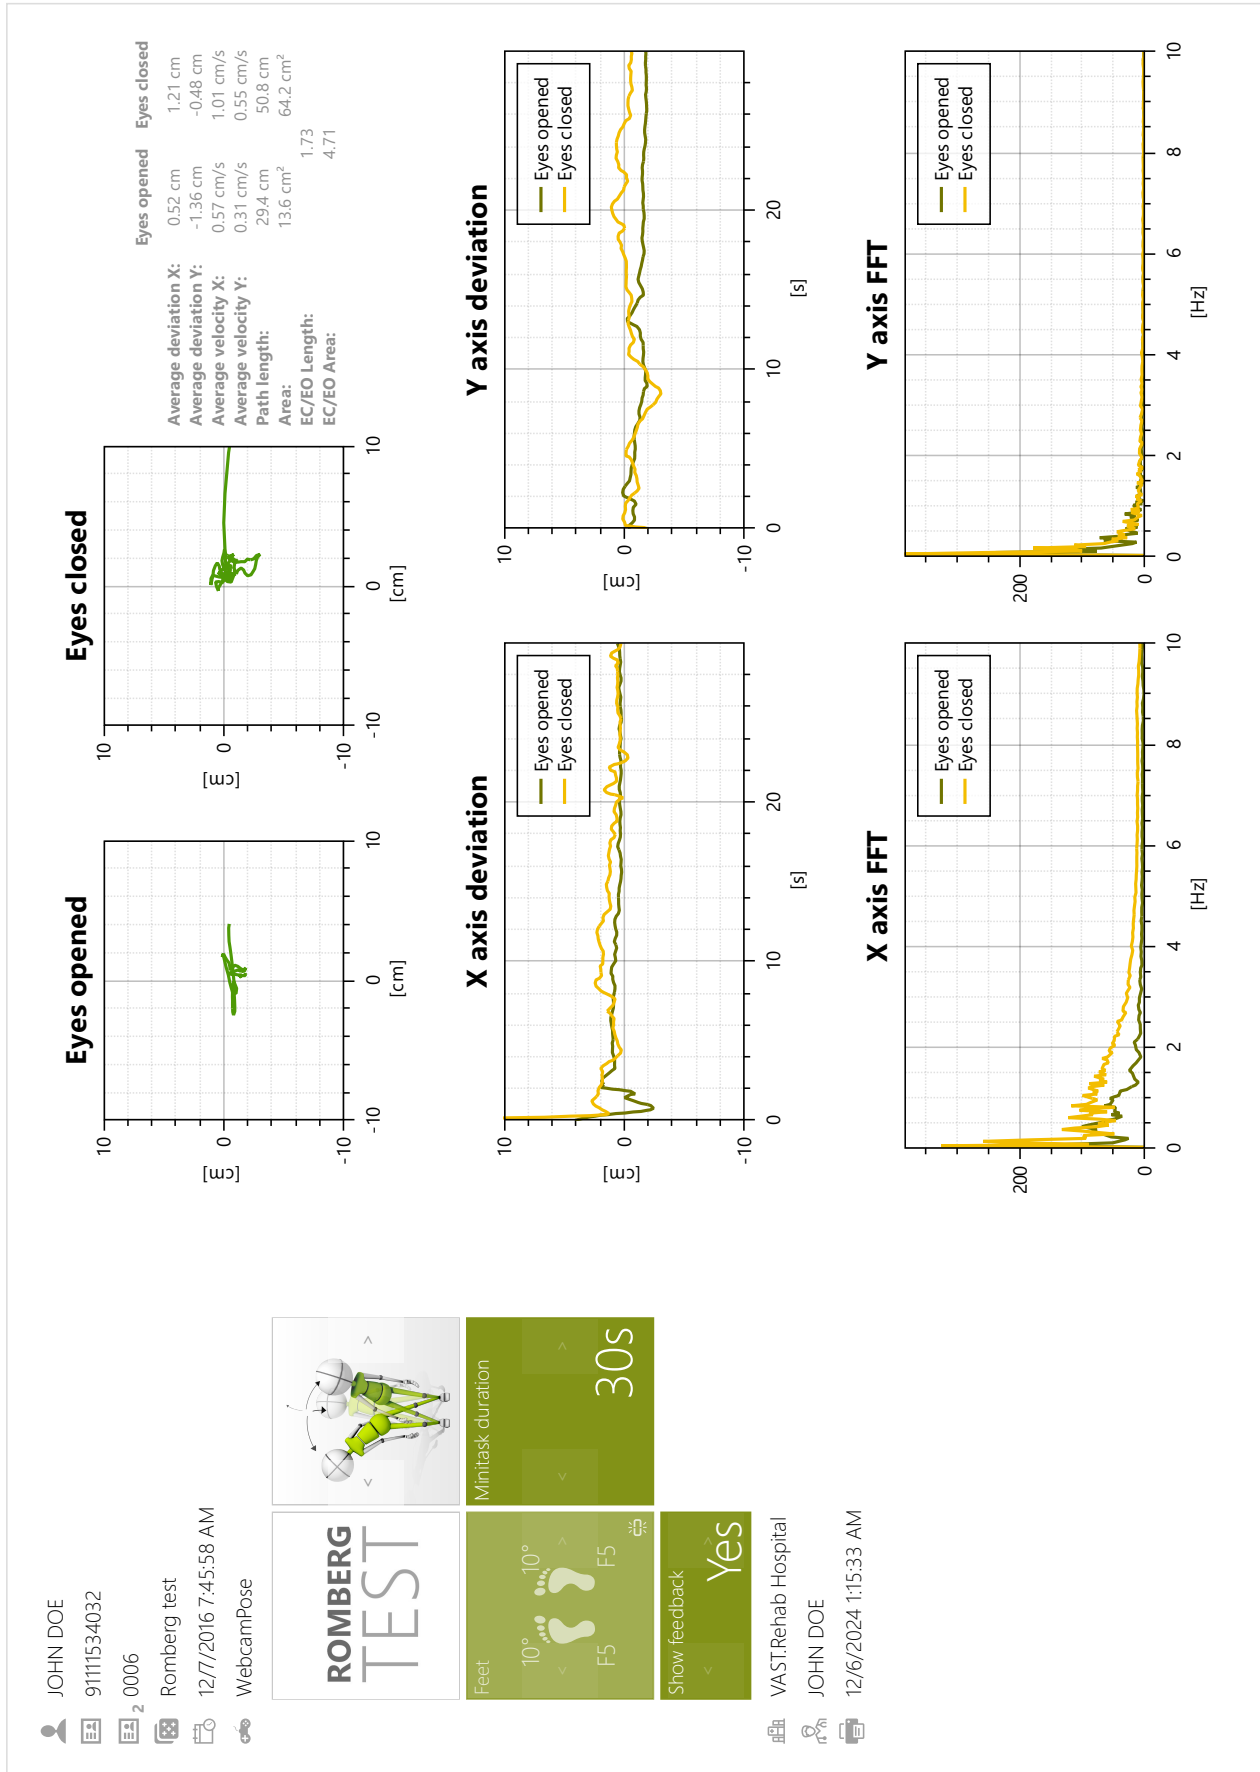 JOHN DOE
91111534032
2 0006
Romberg test
12/7/2016 7:45:58 AM
WebcamPose
ROMBERG
TEST
Feet
10° 10°
F5 F5
Minitask duration
30s
Show feedback
Yes
VAST.Rehab Hospital
JOHN DOE
12/6/2024 1:15:33 AM
Eyes opened
10
0
-10
[cm]
-10 0 10
[cm]
Eyes closed
10
0
-10
[cm]
-10 0 10
[cm]
Eyes opened Eyes closed
Average deviation X: 0.52 cm 1.21 cm
Average deviation Y: -1.36 cm -0.48 cm
Average velocity X: 0.57 cm/s 1.01 cm/s
Average velocity Y: 0.31 cm/s 0.55 cm/s
Path length: 29.4 cm 50.8 cm
Area: 13.6 cm² 64.2 cm²
EC/EO Length: 1.73
EC/EO Area: 4.71
X axis deviation
Eyes opened
Eyes closed
10
0
-10
[cm]
0 10 20
[s]
Y axis deviation
Eyes opened
Eyes closed
10
0
-10
[cm]
0 10 20
[s]
X axis FFT
Eyes opened
Eyes closed
200
0
0 2 4 6 8 10
[Hz]
Y axis FFT
Eyes opened
Eyes closed
200
0
0 2 4 6 8 10
[Hz]